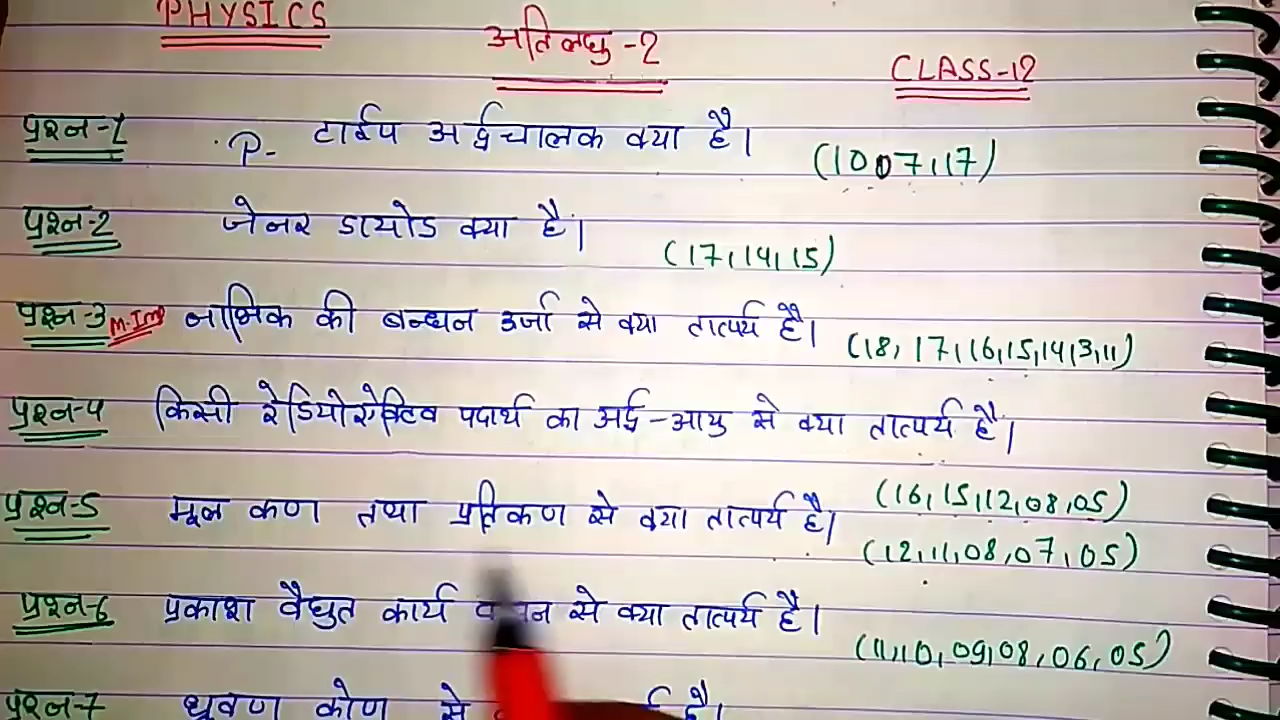 PHYSICS
अतिलघु-2
CLASS-12
प्रश्न-1 P- टाईप अर्द्धचालक क्या है।
(10 07,17)
प्रश्न-2 जेनर डायोड क्या है।
(17,14,15)
प्रश्न-3 M.Imp नाभिक की बन्धन उर्जा से क्या तात्पर्य है।
(18, 17,16,15,14,13,11)
प्रश्न-4 किसी रेडियोऐक्टिव पदार्थ का अर्द्ध-आयु से क्या तात्पर्य है।
(16,15,12,08,05)
प्रश्न-5 मूल कण तथा प्रतिकण से क्या तात्पर्य है।
(12,11,08,07,05)
प्रश्न-6 प्रकाश वैद्युत कार्य से क्या तात्पर्य है।
(11,10,09,08,06,05)
प्रश्न-7 ध्रुवण कोण से है।